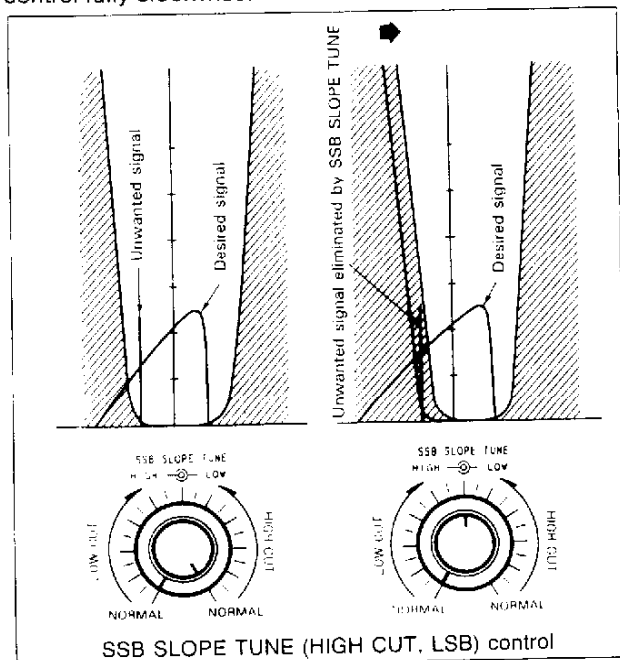 control fully clockwise.
Unwanted signal
Desired signal
Unwanted signal eliminated by SSB SLOPE TUNE
Desired signal
SSB SLOPE TUNE
HIGH LOW
LOW CUT
HIGH CUT
NORMAL NORMAL
SSB SLOPE TUNE
HIGH LOW
LOW CUT
HIGH CUT
NORMAL NORMAL
SSB SLOPE TUNE (HIGH CUT, LSB) control